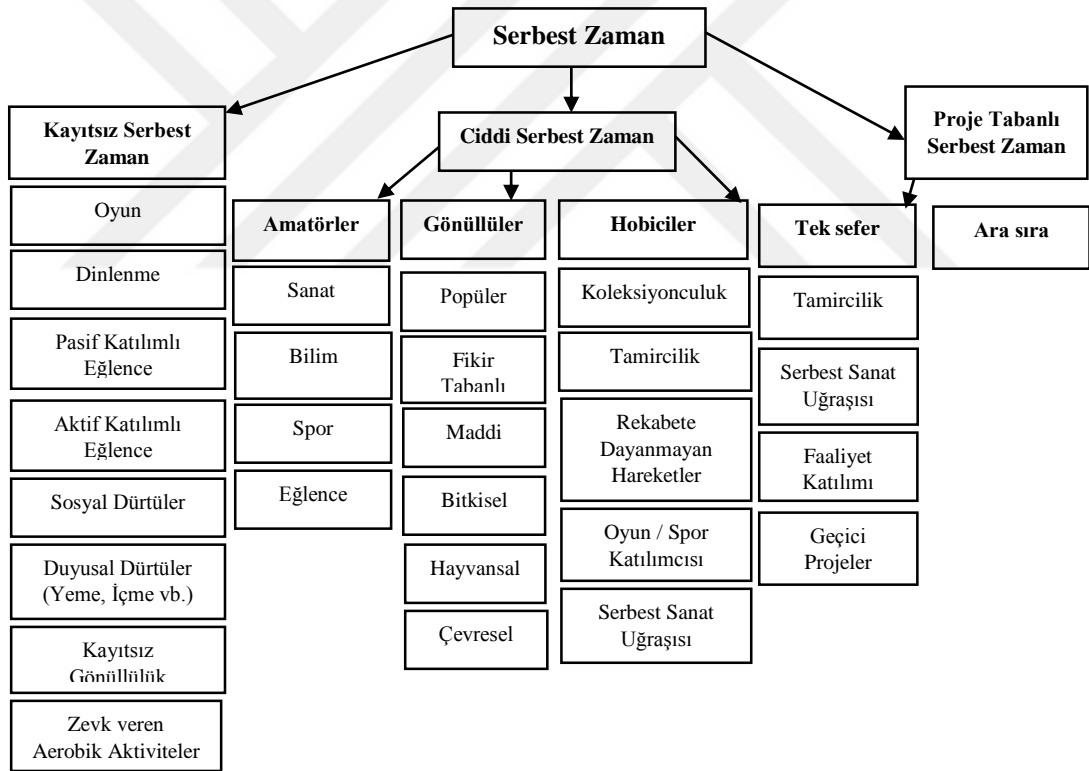 Serbest Zaman
Kayıtsız Serbest
Zaman
Oyun
Dinlenme
Pasif Katılımlı
Eğlence
Aktif Katılımlı
Eğlence
Sosyal Dürtüler
Duyusal Dürtüler
(Yeme, İçme vb.)
Kayıtsız
Gönüllülük
Zevk veren
Aerobik Aktiviteler
Ciddi Serbest Zaman
Amatörler
Sanat
Bilim
Spor
Eğlence
Gönüllüler
Popüler
Fikir
Tabanlı
Maddi
Bitkisel
Hayvansal
Çevresel
Hobiciler
Koleksiyonculuk
Tamircilik
Rekabete
Dayanmayan
Hareketler
Oyun / Spor
Katılımcısı
Serbest Sanat
Uğraşısı
Proje Tabanlı
Serbest Zaman
Tek sefer
Tamircilik
Serbest Sanat
Uğraşısı
Faaliyet
Katılımı
Geçici
Projeler
Ara sıra